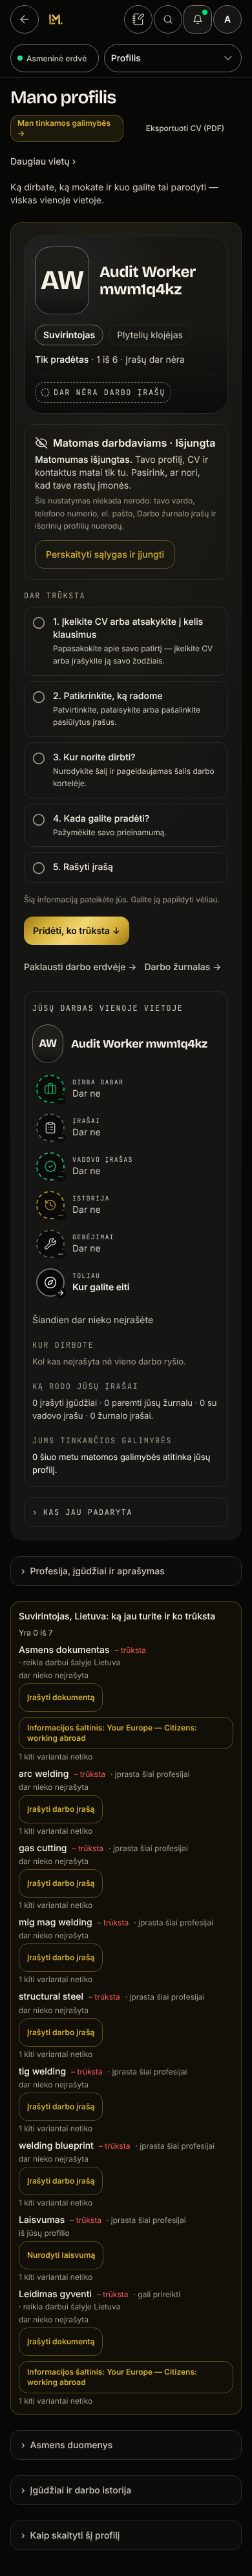 LM.
A
Asmeninė erdvė
Profilis
Mano profilis
Man tinkamos galimybės
→
Eksportuoti CV (PDF)
Daugiau vietų ›
Ką dirbate, ką mokate ir kuo galite tai parodyti —
viskas vienoje vietoje.
AW
Audit Worker
mwm1q4kz
Suvirintojas
Plytelių klojėjas
Tik pradėtas · 1 iš 6 · Įrašų dar nėra
DAR NĖRA DARBO ĮRAŠŲ
Matomas darbdaviams · Išjungta
Matomumas išjungtas. Tavo profilį, CV ir
kontaktus matai tik tu. Pasirink, ar nori,
kad tave rastų įmonės.
Šis nustatymas niekada nerodo: tavo vardo,
telefono numerio, el. pašto, Darbo žurnalo įrašų ir
išorinių profilių nuorodų.
Perskaityti sąlygas ir įjungti
DAR TRŪKSTA
1. Įkelkite CV arba atsakykite į kelis
klausimus
Papasakokite apie savo patirtį — įkelkite CV
arba įrašykite ją savo žodžiais.
2. Patikrinkite, ką radome
Patvirtinkite, pataisykite arba pašalinkite
pasiūlytus įrašus.
3. Kur norite dirbti?
Nurodykite šalį ir pageidaujamas šalis darbo
kortelėje.
4. Kada galite pradėti?
Pažymėkite savo prieinamumą.
5. Rašyti įrašą
Šią informaciją pateikėte jūs. Galite ją papildyti vėliau.
Pridėti, ko trūksta ↓
Paklausti darbo erdvėje →
Darbo žurnalas →
JŪSŲ DARBAS VIENOJE VIETOJE
AW
Audit Worker mwm1q4kz
DIRBA DABAR
Dar ne
ĮRAŠAI
Dar ne
VADOVO ĮRAŠAS
Dar ne
ISTORIJA
Dar ne
GEBĖJIMAI
Dar ne
TOLIAU
Kur galite eiti
Šiandien dar nieko neįrašėte
KUR DIRBOTE
Kol kas neįrašyta nė vieno darbo ryšio.
KĄ RODO JŪSŲ ĮRAŠAI
0 įrašyti įgūdžiai · 0 paremti jūsų žurnalu · 0 su
vadovo įrašu · 0 žurnalo įrašai.
JUMS TINKANČIOS GALIMYBĖS
0 šiuo metu matomos galimybės atitinka jūsų
profilį.
› KAS JAU PADARYTA
› Profesija, įgūdžiai ir aprašymas
Suvirintojas, Lietuva: ką jau turite ir ko trūksta
Yra 0 iš 7
Asmens dokumentas – trūksta
· reikia darbui šalyje Lietuva
dar nieko neįrašyta
Įrašyti dokumentą
Informacijos šaltinis: Your Europe — Citizens:
working abroad
1 kiti variantai netiko
arc welding – trūksta · įprasta šiai profesijai
dar nieko neįrašyta
Įrašyti darbo įrašą
1 kiti variantai netiko
gas cutting – trūksta · įprasta šiai profesijai
dar nieko neįrašyta
Įrašyti darbo įrašą
1 kiti variantai netiko
mig mag welding – trūksta · įprasta šiai profesijai
dar nieko neįrašyta
Įrašyti darbo įrašą
1 kiti variantai netiko
structural steel – trūksta · įprasta šiai profesijai
dar nieko neįrašyta
Įrašyti darbo įrašą
1 kiti variantai netiko
tig welding – trūksta · įprasta šiai profesijai
dar nieko neįrašyta
Įrašyti darbo įrašą
1 kiti variantai netiko
welding blueprint – trūksta · įprasta šiai profesijai
dar nieko neįrašyta
Įrašyti darbo įrašą
1 kiti variantai netiko
Laisvumas – trūksta · įprasta šiai profesijai
iš jūsų profilio
Nurodyti laisvumą
1 kiti variantai netiko
Leidimas gyventi – trūksta · gali prireikti
· reikia darbui šalyje Lietuva
dar nieko neįrašyta
Įrašyti dokumentą
Informacijos šaltinis: Your Europe — Citizens:
working abroad
1 kiti variantai netiko
› Asmens duomenys
› Įgūdžiai ir darbo istorija
› Kaip skaityti šį profilį